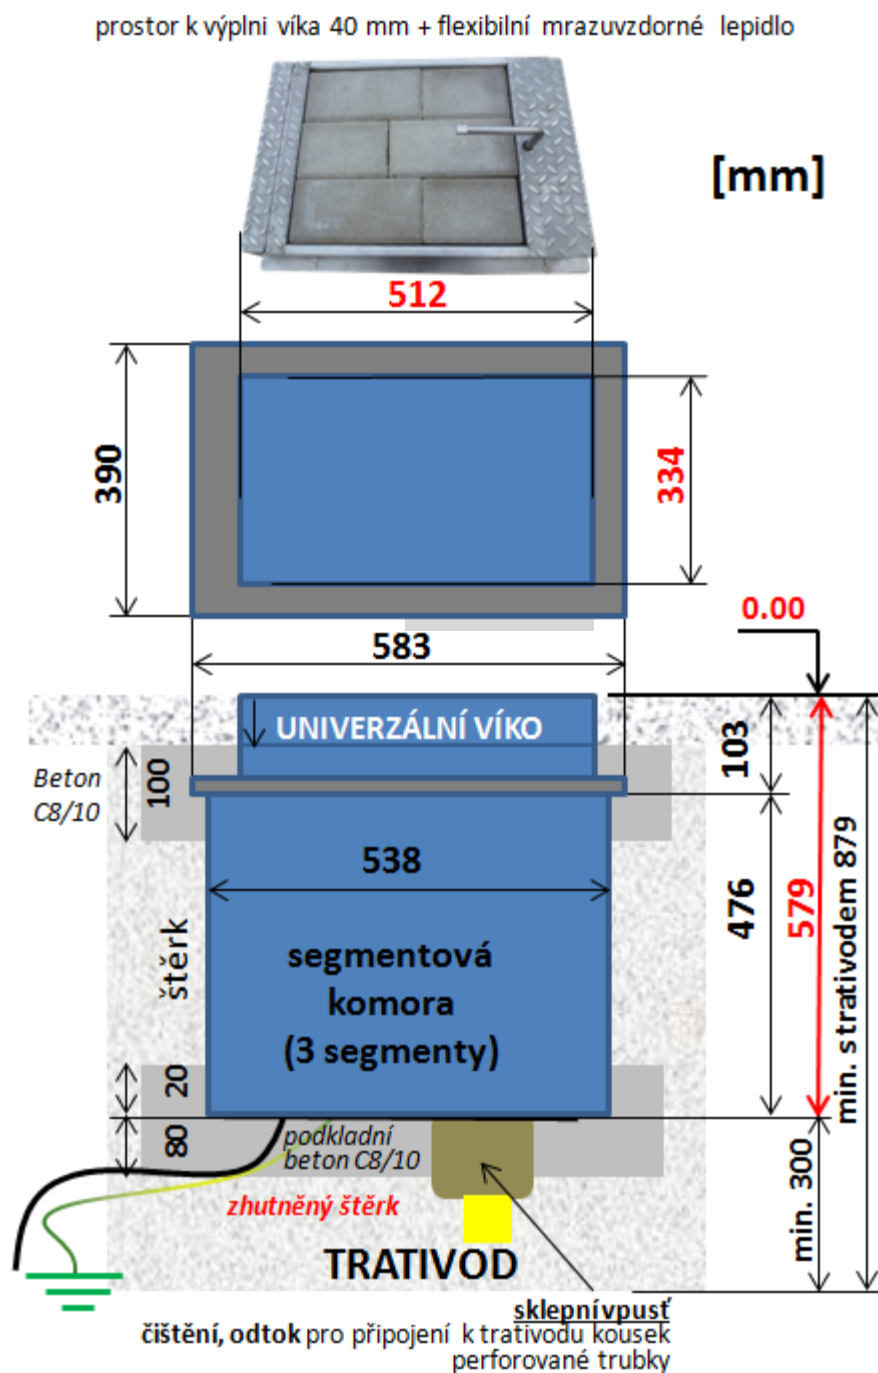 prostor k výplni víka 40 mm + flexibilní mrazuvzdorné lepidlo
[mm]
512
390
334
0.00
583
UNIVERZÁLNÍ VÍKO
103
Beton
C8/10
100
538
476
579
min. strativodem 879
štěrk
segmentová
komora
(3 segmenty)
20
80
podkladní
beton C8/10
min. 300
zhutněný štěrk
TRATIVOD
sklepnívpusť
čištění, odtok pro připojení k trativodu kousek
perforované trubky